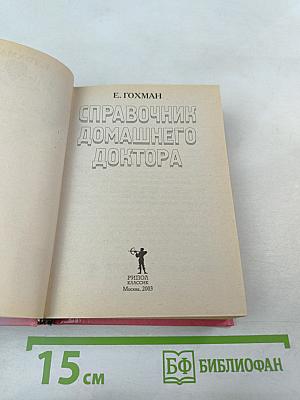 Е. ГОХМАН
СПРАВОЧНИК
ДОМАШНЕГО
ДОКТОРА
РИПОЛ
КЛАССИК
Москва, 2003
15 см
БФ БИБЛИОФАН